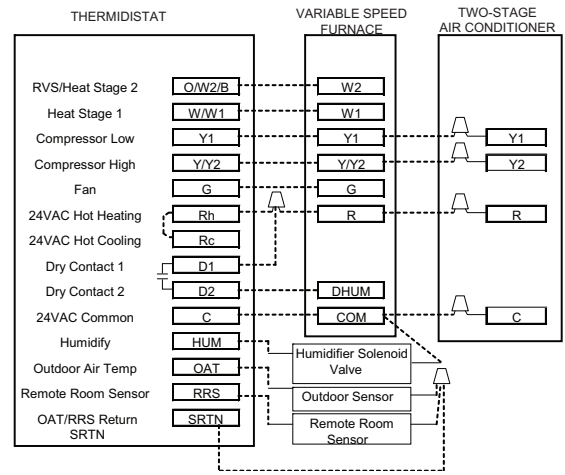 THERMIDISTAT
VARIABLE SPEED
FURNACE
TWO-STAGE
AIR CONDITIONER
RVS/Heat Stage 2 O/W2/B W2
Heat Stage 1 W/W1 W1
Compressor Low Y1 Y1 Y1
Compressor High Y/Y2 Y/Y2 Y2
Fan G G
24VAC Hot Heating Rh R R
24VAC Hot Cooling Rc
Dry Contact 1 D1
Dry Contact 2 D2 DHUM
24VAC Common C COM C
Humidify HUM
Humidifier Solenoid
Valve
Outdoor Air Temp OAT
Outdoor Sensor
Remote Room Sensor RRS
Remote Room
Sensor
OAT/RRS Return SRTN
SRTN